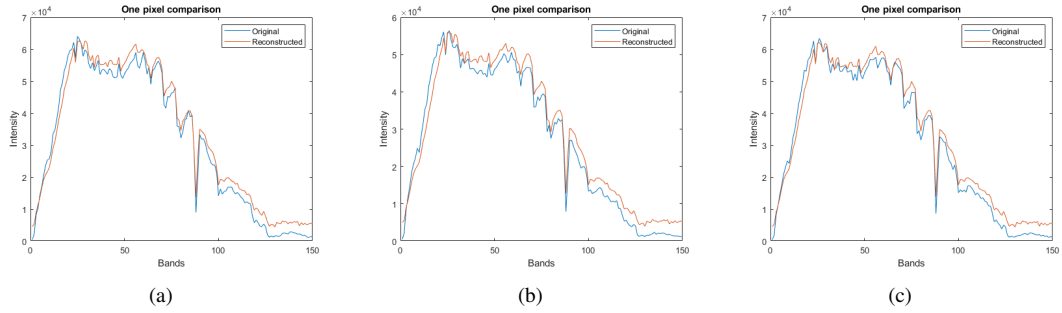 One pixel comparison
×10⁴
7
6
5
4
3
2
1
0
Intensity
0 50 100 150
Bands
Original
Reconstructed
(a)
One pixel comparison
×10⁴
6
5
4
3
2
1
0
Intensity
0 50 100 150
Bands
Original
Reconstructed
(b)
One pixel comparison
×10⁴
7
6
5
4
3
2
1
0
Intensity
0 50 100 150
Bands
Original
Reconstructed
(c)